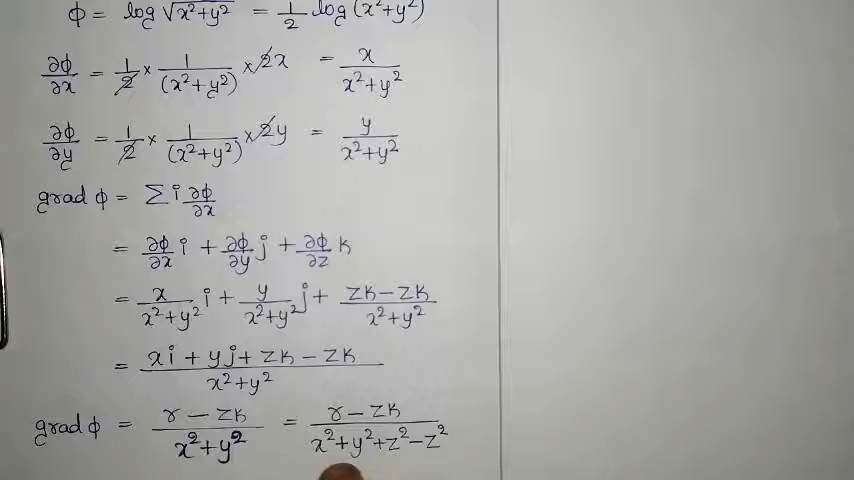 ϕ = log √x²+y² = 1/2 log (x²+y²)
∂ϕ/∂x = 1/2 × 1/(x²+y²) × 2x = x/x²+y²
∂ϕ/∂y = 1/2 × 1/(x²+y²) × 2y = y/x²+y²
grad ϕ = Σ i ∂ϕ/∂x
= ∂ϕ/∂x i + ∂ϕ/∂y j + ∂ϕ/∂z k
= x/x²+y² i + y/x²+y² j + zk-zk/x²+y²
= xi + yj + zk - zk/x²+y²
grad ϕ = r - zk/x²+y² = r - zk/x²+y²+z²-z²